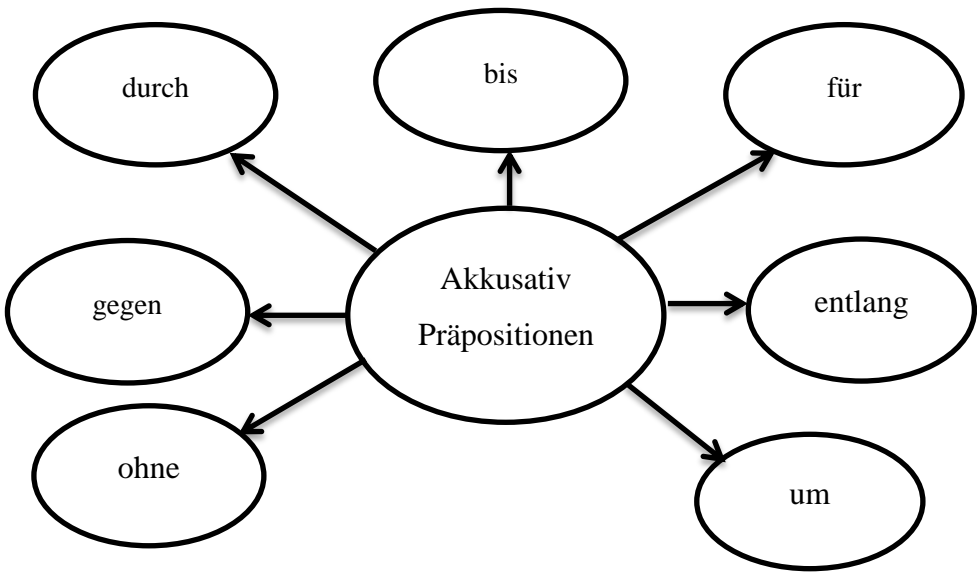 durch
bis
für
gegen
Akkusativ
Präpositionen
entlang
ohne
um